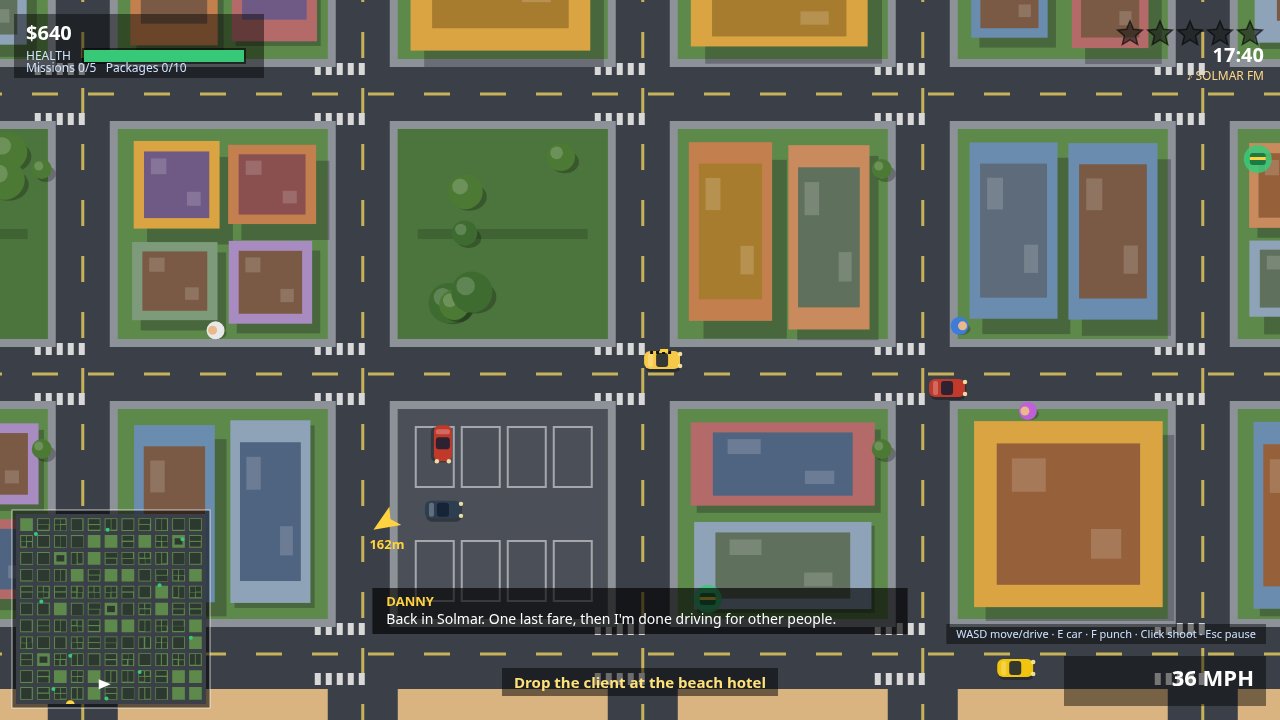 $640
HEALTH
Missions 0/5 Packages 0/10
17:40
♪ SOLMAR FM
162m
DANNY
Back in Solmar. One last fare, then I'm done driving for other people.
WASD move/drive · E car · F punch · Click shoot · Esc pause
Drop the client at the beach hotel
36 MPH